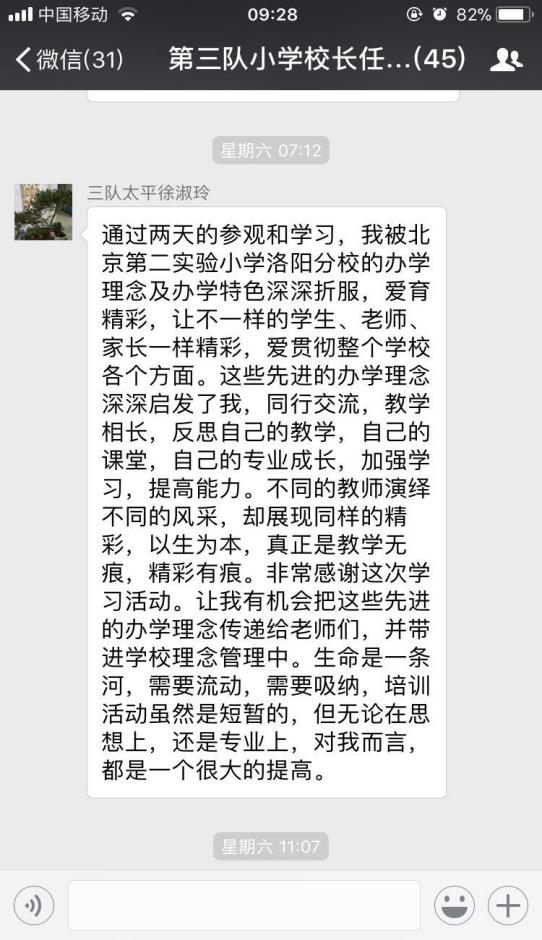 中国移动 09:28 82%
微信(31) 第三队小学校长任...(45)
星期六 07:12
三队太平徐淑玲
通过两天的参观和学习，我被北
京第二实验小学洛阳分校的办学
理念及办学特色深深折服，爱育
精彩，让不一样的学生、老师、
家长一样精彩，爱贯彻整个学校
各个方面。这些先进的办学理念
深深启发了我，同行交流，教学
相长，反思自己的教学，自己的
课堂，自己的专业成长，加强学
习，提高能力。不同的教师演绎
不同的风采，却展现同样的精
彩，以生为本，真正是教学无
痕，精彩有痕。非常感谢这次学
习活动。让我有机会把这些先进
的办学理念传递给老师们，并带
进学校理念管理中。生命是一条
河，需要流动，需要吸纳，培训
活动虽然是短暂的，但无论在思
想上，还是专业上，对我而言，
都是一个很大的提高。
星期六 11:07